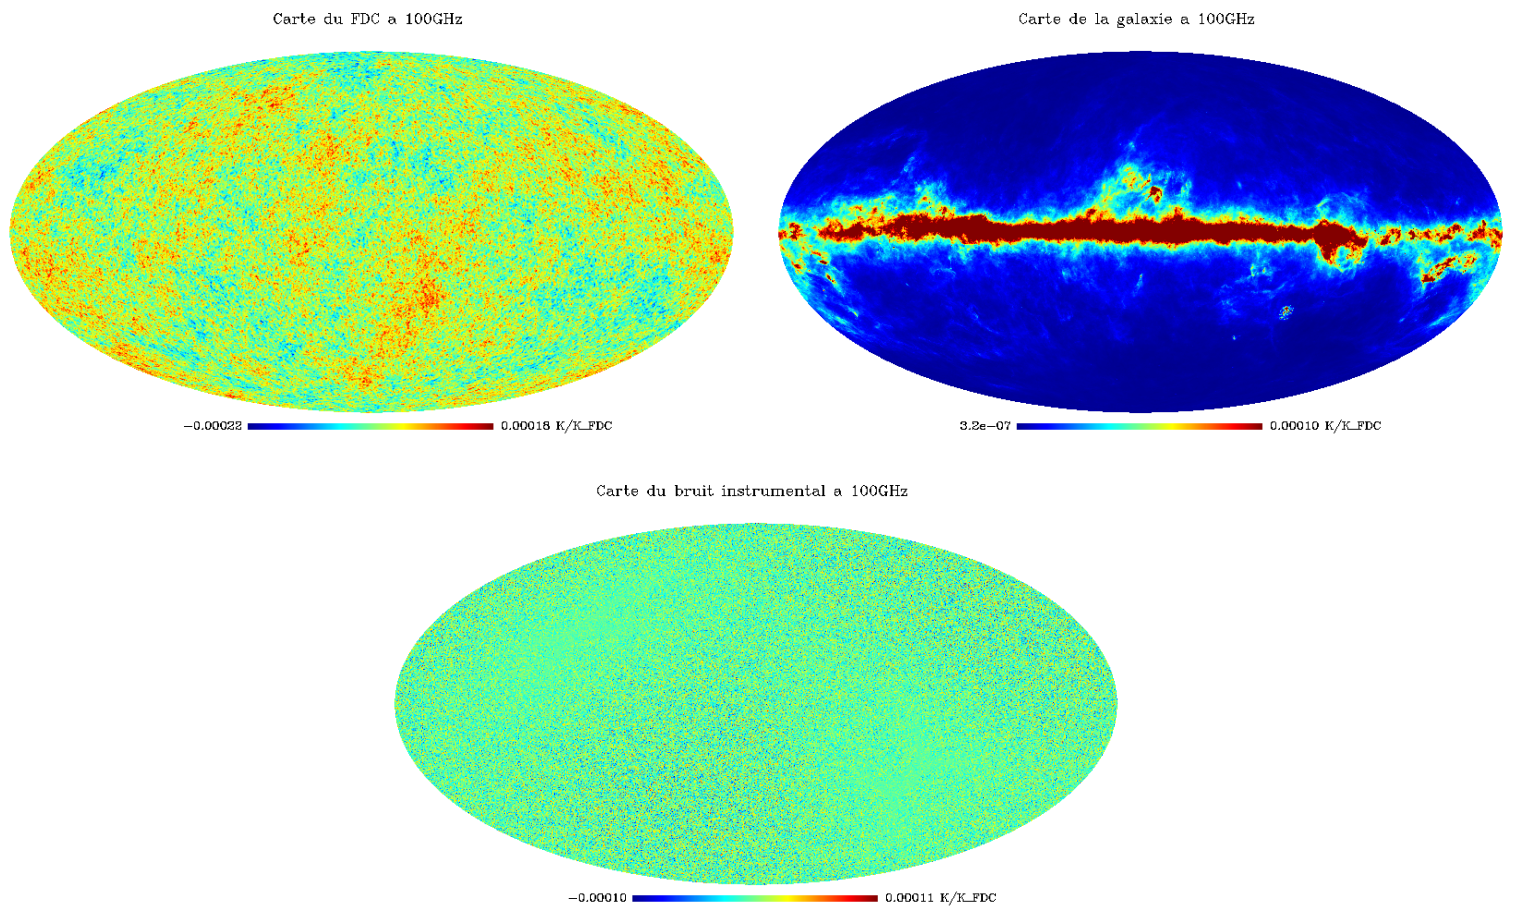 Carte du FDC a 100GHz
Carte de la galaxie a 100GHz
-0.00022 0.00018 K/K_FDC
3.2e-07 0.00010 K/K_FDC
Carte du bruit instrumental a 100GHz
-0.00010 0.00011 K/K_FDC